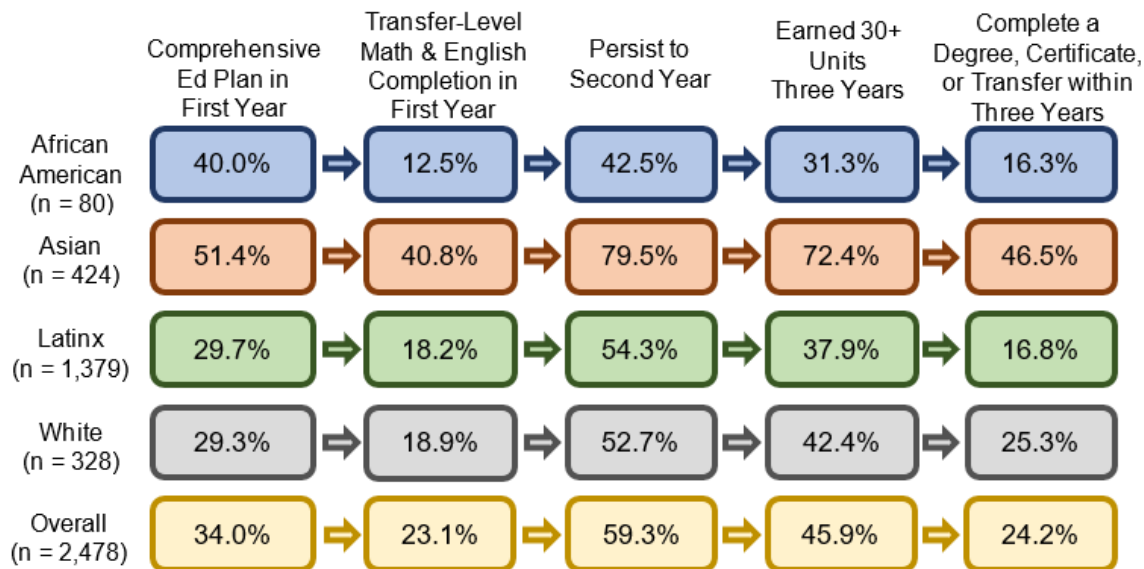 Comprehensive
Ed Plan in
First Year
Transfer-Level
Math & English
Completion in
First Year
Persist to
Second Year
Earned 30+
Units
Three Years
Complete a
Degree, Certificate,
or Transfer within
Three Years
African
American
(n = 80)
40.0%
12.5%
42.5%
31.3%
16.3%
Asian
(n = 424)
51.4%
40.8%
79.5%
72.4%
46.5%
Latinx
(n = 1,379)
29.7%
18.2%
54.3%
37.9%
16.8%
White
(n = 328)
29.3%
18.9%
52.7%
42.4%
25.3%
Overall
(n = 2,478)
34.0%
23.1%
59.3%
45.9%
24.2%